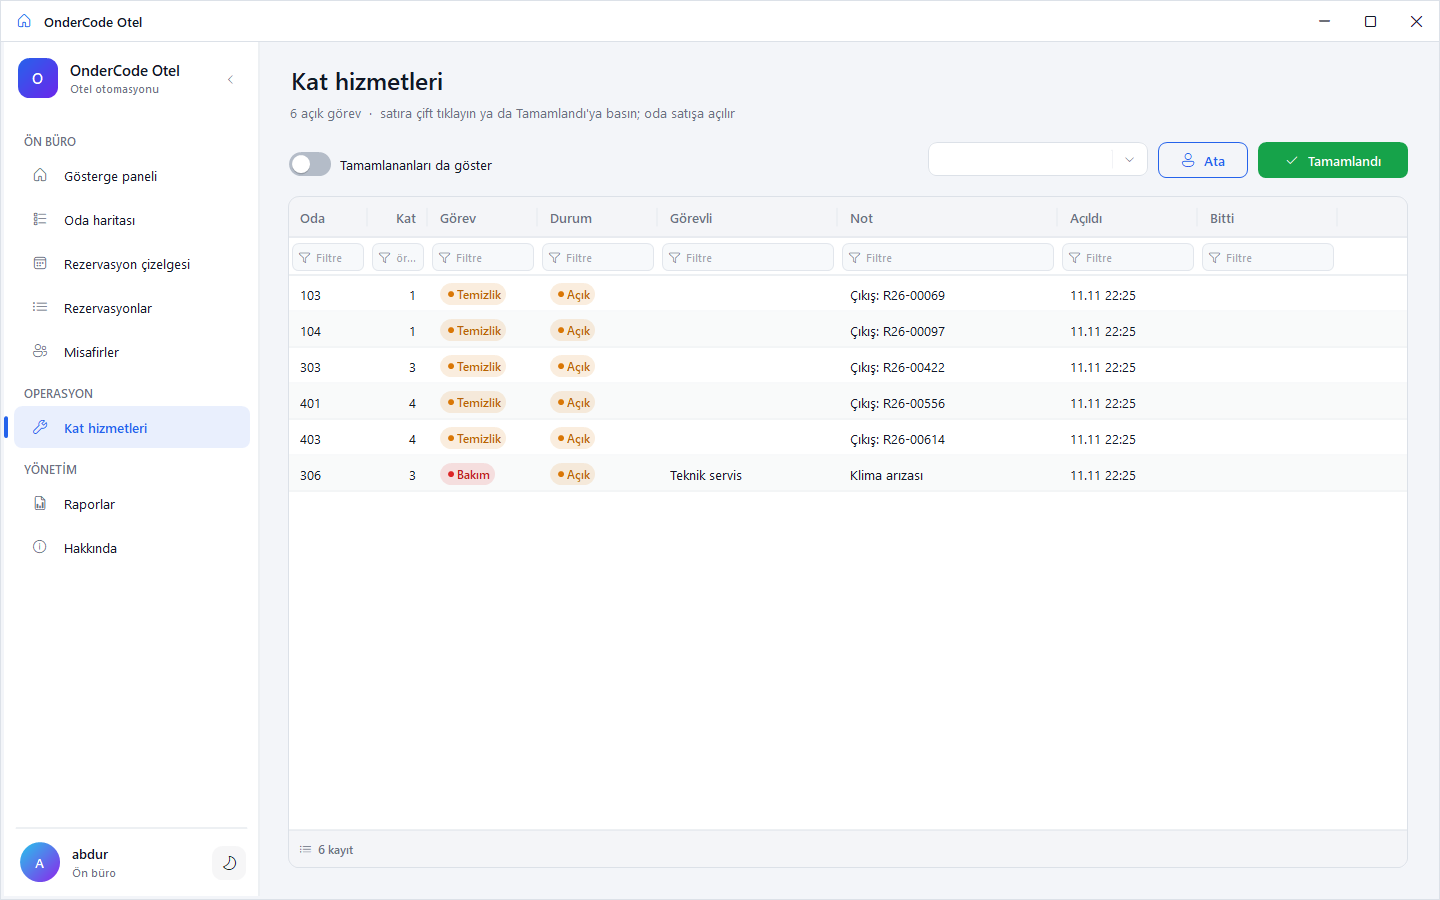 OnderCode Otel
O
OnderCode Otel
Otel otomasyonu
ÖN BÜRO
Gösterge paneli
Oda haritası
Rezervasyon çizelgesi
Rezervasyonlar
Misafirler
OPERASYON
Kat hizmetleri
YÖNETİM
Raporlar
Hakkında
A
abdur
Ön büro
Kat hizmetleri
6 açık görev · satıra çift tıklayın ya da Tamamlandı'ya basın; oda satışa açılır
Tamamlananları da göster
Ata
Tamamlandı
Oda Kat Görev Durum Görevli Not Açıldı Bitti
Filtre ör... Filtre Filtre Filtre Filtre Filtre Filtre
103 1 Temizlik Açık Çıkış: R26-00069 11.11 22:25
104 1 Temizlik Açık Çıkış: R26-00097 11.11 22:25
303 3 Temizlik Açık Çıkış: R26-00422 11.11 22:25
401 4 Temizlik Açık Çıkış: R26-00556 11.11 22:25
403 4 Temizlik Açık Çıkış: R26-00614 11.11 22:25
306 3 Bakım Açık Teknik servis Klima arızası 11.11 22:25
6 kayıt